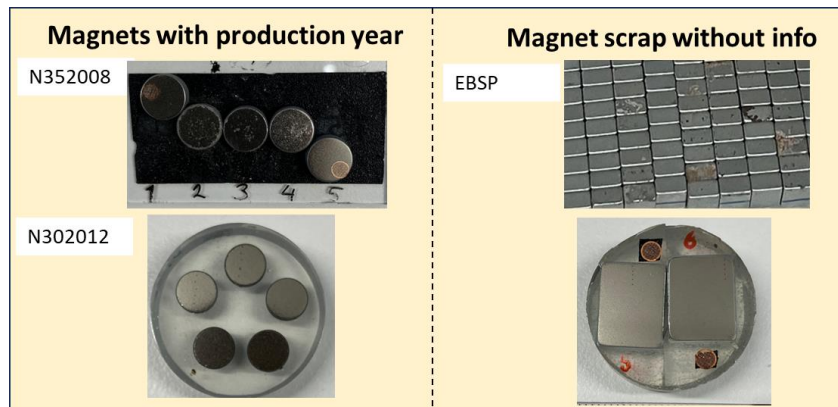 Magnets with production year
N352008
1 2 3 4 5
N302012
Magnet scrap without info
EBSP
6
5